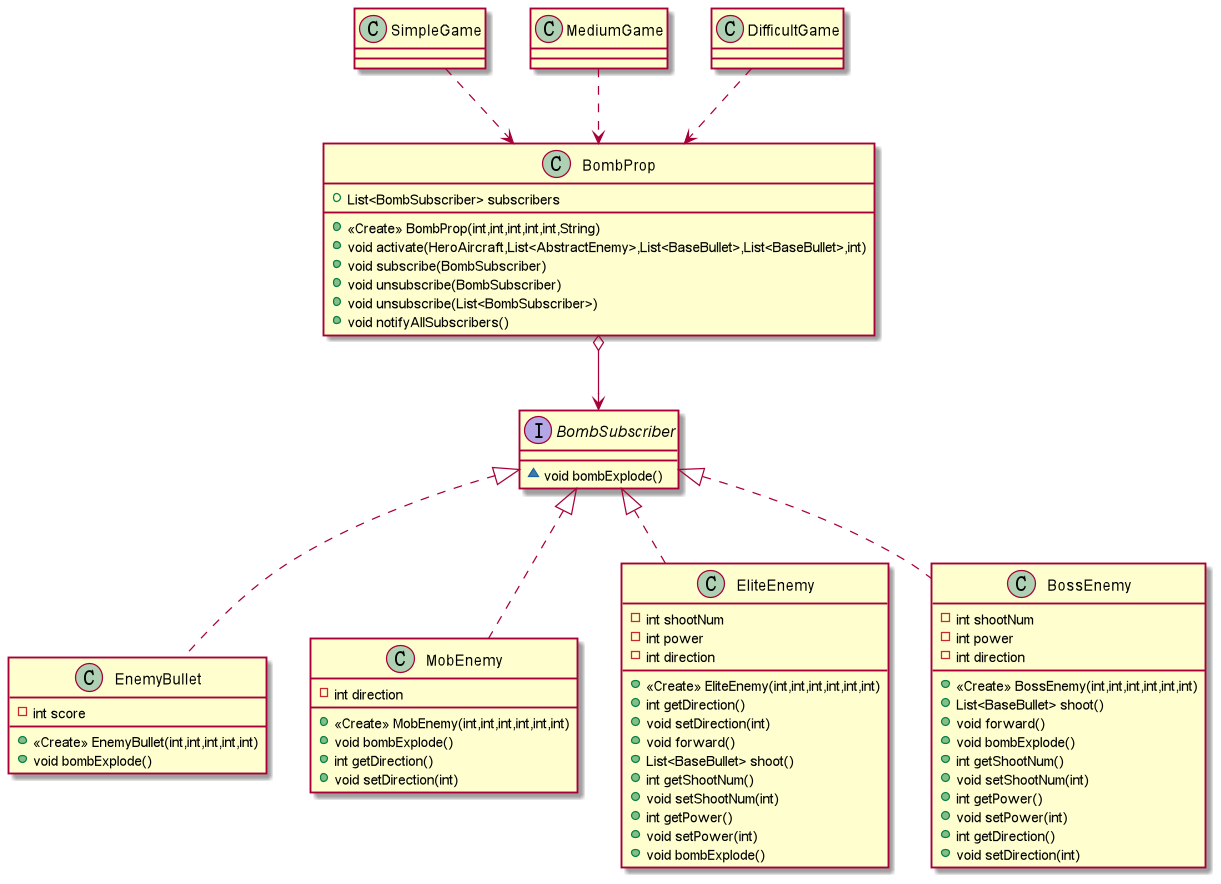 C SimpleGame
C MediumGame
C DifficultGame
C BombProp
List<BombSubscriber> subscribers
«Create» BombProp(int,int,int,int,int,String)
void activate(HeroAircraft,List<AbstractEnemy>,List<BaseBullet>,List<BaseBullet>,int)
void subscribe(BombSubscriber)
void unsubscribe(BombSubscriber)
void unsubscribe(List<BombSubscriber>)
void notifyAllSubscribers()
I BombSubscriber
void bombExplode()
C EnemyBullet
int score
«Create» EnemyBullet(int,int,int,int,int)
void bombExplode()
C MobEnemy
int direction
«Create» MobEnemy(int,int,int,int,int,int)
void bombExplode()
int getDirection()
void setDirection(int)
C EliteEnemy
int shootNum
int power
int direction
«Create» EliteEnemy(int,int,int,int,int,int)
int getDirection()
void setDirection(int)
void forward()
List<BaseBullet> shoot()
int getShootNum()
void setShootNum(int)
int getPower()
void setPower(int)
void bombExplode()
C BossEnemy
int shootNum
int power
int direction
«Create» BossEnemy(int,int,int,int,int,int)
List<BaseBullet> shoot()
void forward()
void bombExplode()
int getShootNum()
void setShootNum(int)
int getPower()
void setPower(int)
int getDirection()
void setDirection(int)